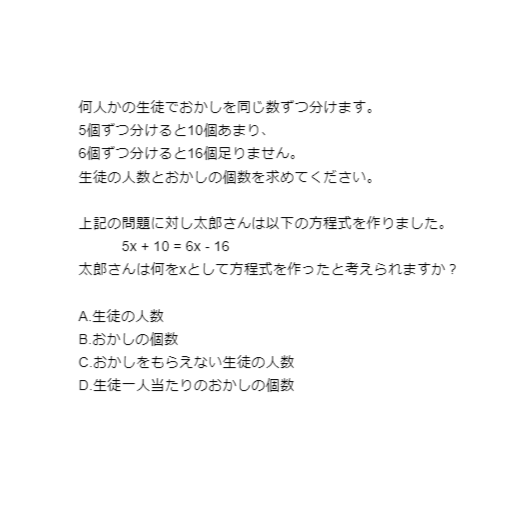 何人かの生徒でおかしを同じ数ずつ分けます。
5個ずつ分けると10個あまり、
6個ずつ分けると16個足りません。
生徒の人数とおかしの個数を求めてください。
上記の問題に対し太郎さんは以下の方程式を作りました。
5x + 10 = 6x - 16
太郎さんは何をxとして方程式を作ったと考えられますか？
A.生徒の人数
B.おかしの個数
C.おかしをもらえない生徒の人数
D.生徒一人当たりのおかしの個数